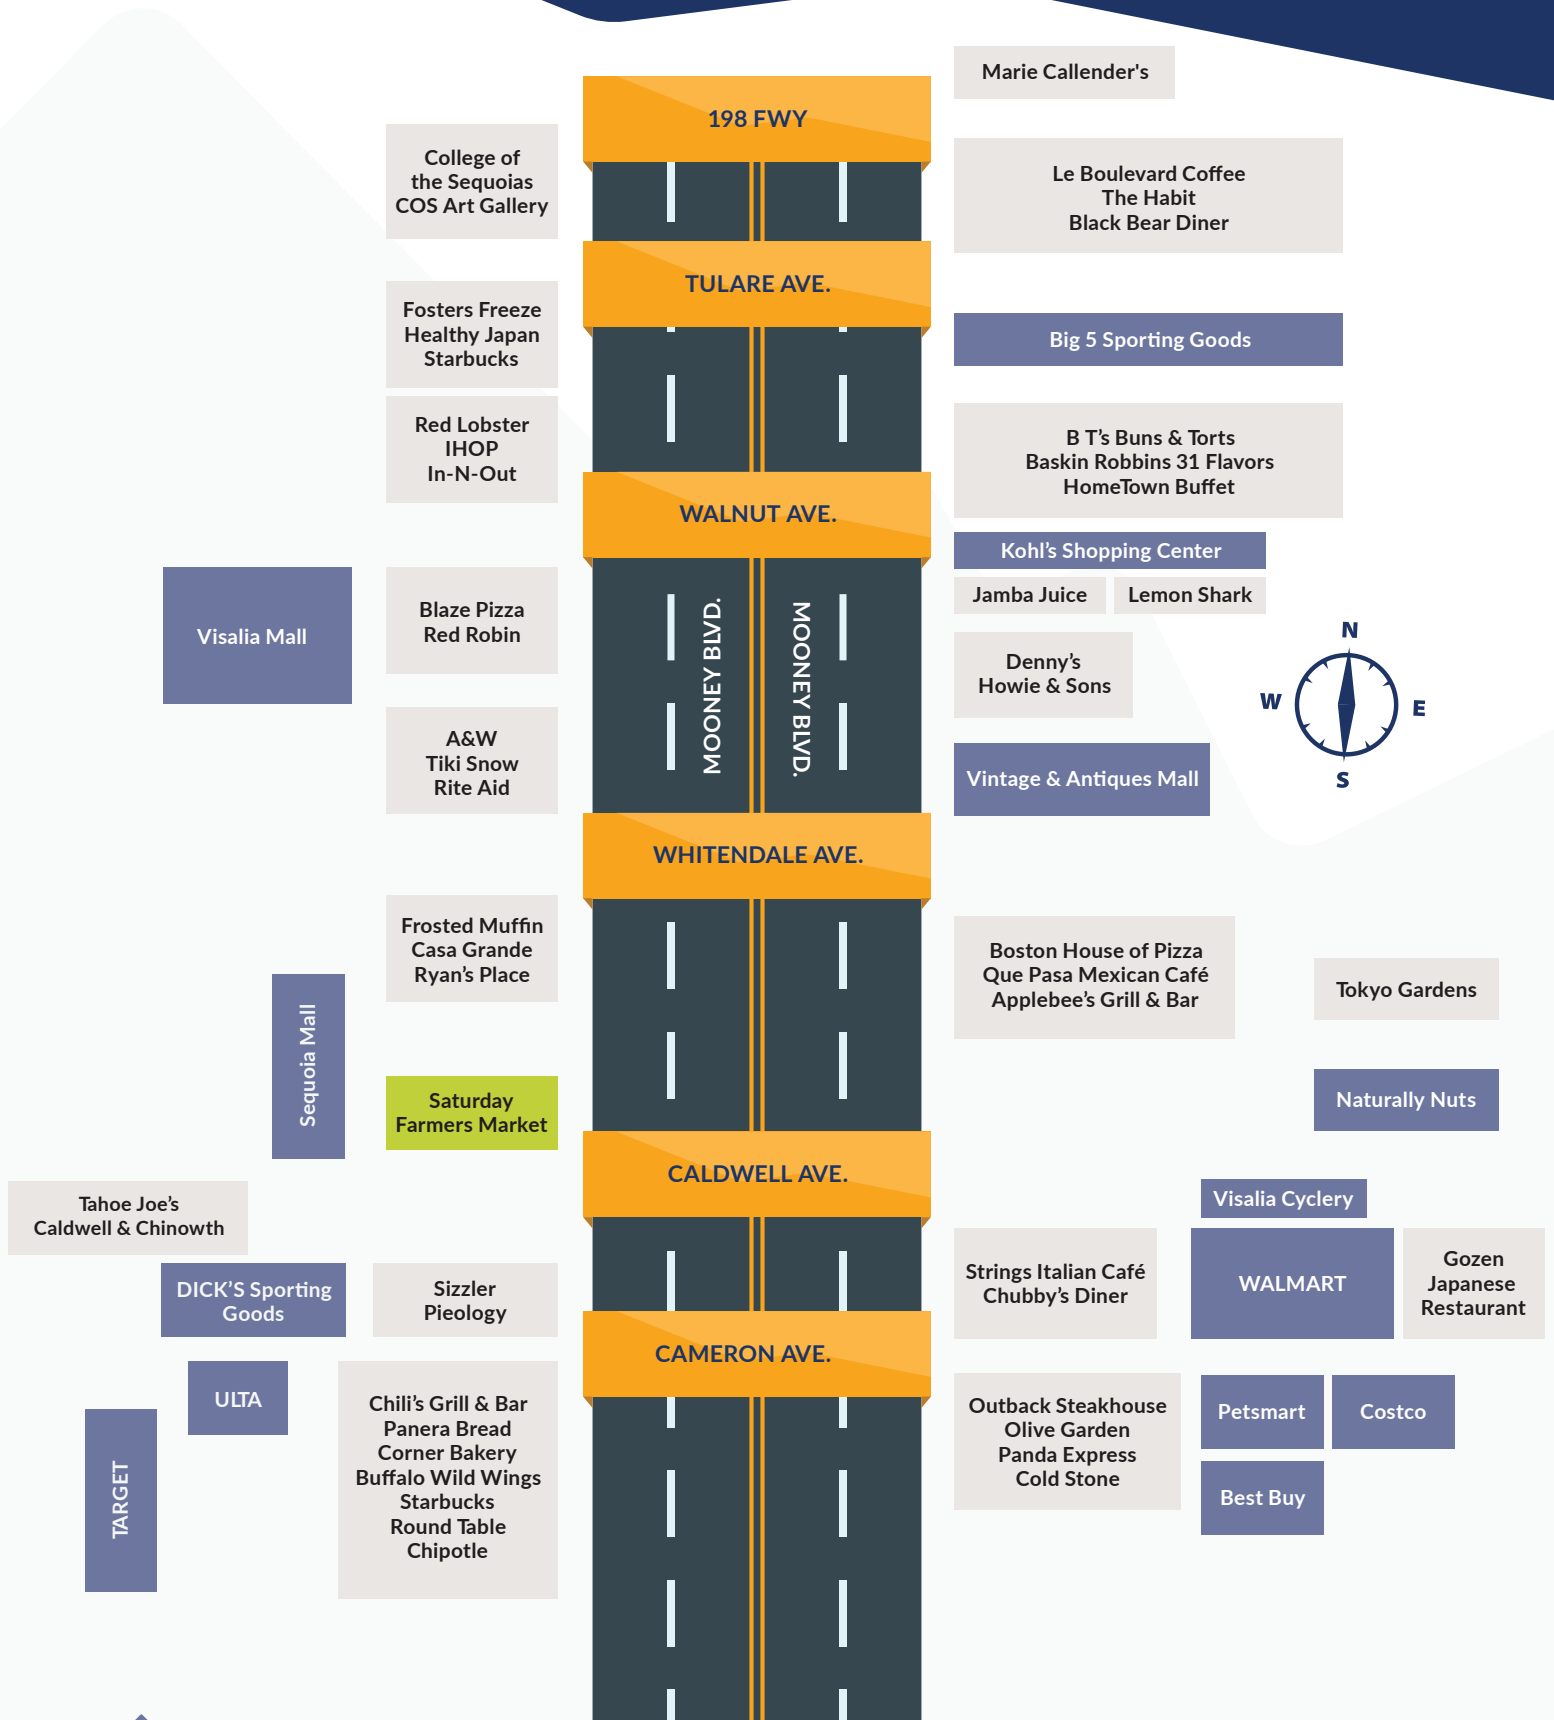 Marie Callender's
198 FWY
College of
the Sequoias
COS Art Gallery
Le Boulevard Coffee
The Habit
Black Bear Diner
TULARE AVE.
Fosters Freeze
Healthy Japan
Starbucks
Big 5 Sporting Goods
Red Lobster
IHOP
In-N-Out
B T’s Buns & Torts
Baskin Robbins 31 Flavors
HomeTown Buffet
WALNUT AVE.
Kohl’s Shopping Center
Jamba Juice
Lemon Shark
Visalia Mall
Blaze Pizza
Red Robin
MOONEY BLVD.
MOONEY BLVD.
Denny’s
Howie & Sons
N
W
E
S
A&W
Tiki Snow
Rite Aid
Vintage & Antiques Mall
WHITENDALE AVE.
Frosted Muffin
Casa Grande
Ryan’s Place
Boston House of Pizza
Que Pasa Mexican Café
Applebee’s Grill & Bar
Tokyo Gardens
Sequoia Mall
Saturday
Farmers Market
Naturally Nuts
CALDWELL AVE.
Tahoe Joe’s
Caldwell & Chinowth
Visalia Cyclery
DICK’S Sporting
Goods
Sizzler
Pieology
Strings Italian Café
Chubby’s Diner
WALMART
Gozen
Japanese
Restaurant
CAMERON AVE.
ULTA
TARGET
Chili’s Grill & Bar
Panera Bread
Corner Bakery
Buffalo Wild Wings
Starbucks
Round Table
Chipotle
Outback Steakhouse
Olive Garden
Panda Express
Cold Stone
Petsmart
Costco
Best Buy